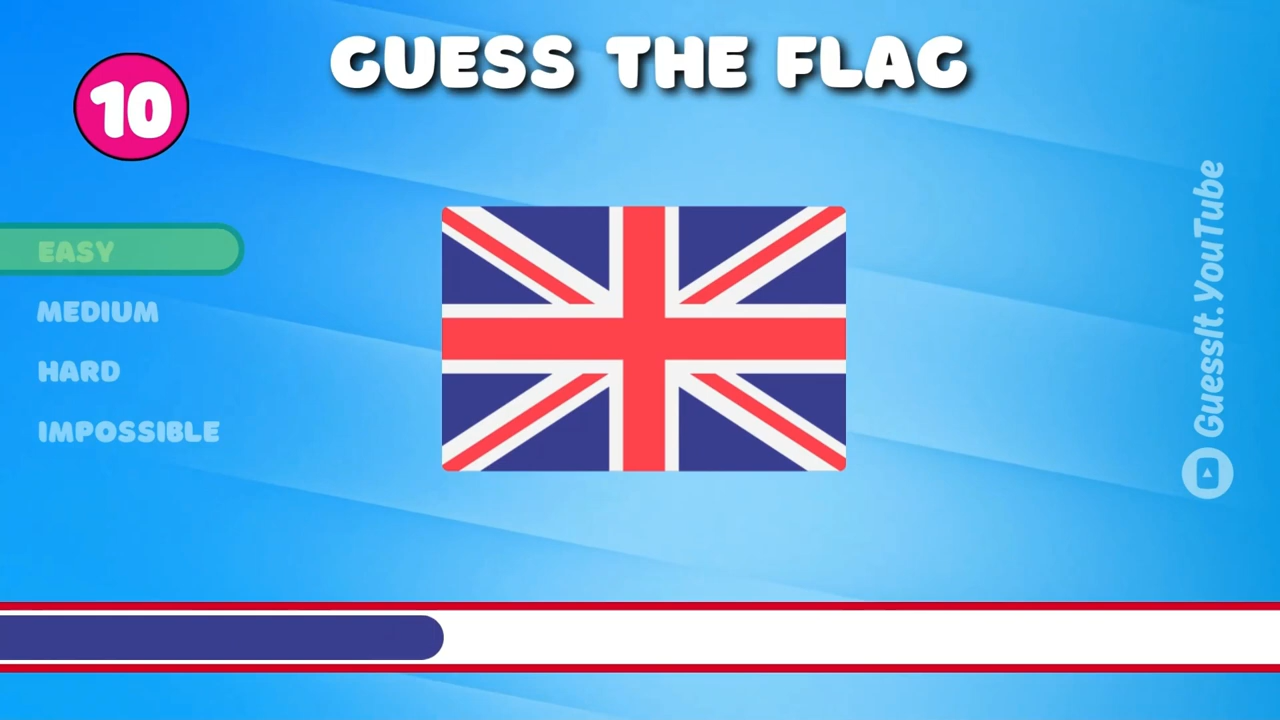 GUESS THE FLAG
10
EASY
MEDIUM
HARD
IMPOSSIBLE
GuessIt.YouTube